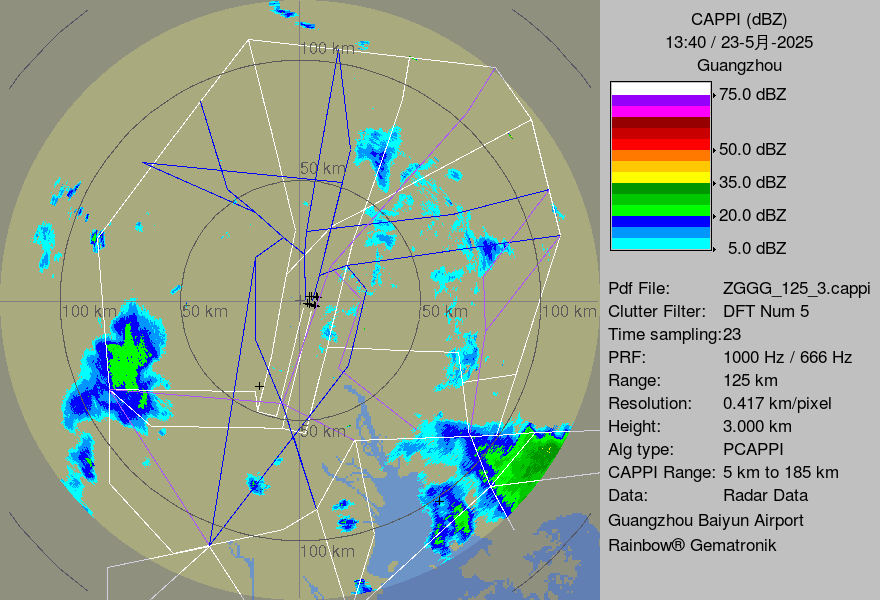 CAPPI (dBZ)
13:40 / 23-5月-2025
Guangzhou
75.0 dBZ
50.0 dBZ
35.0 dBZ
20.0 dBZ
5.0 dBZ
Pdf File: ZGGG_125_3.cappi
Clutter Filter: DFT Num 5
Time sampling:23
PRF: 1000 Hz / 666 Hz
Range: 125 km
Resolution: 0.417 km/pixel
Height: 3.000 km
Alg type: PCAPPI
CAPPI Range: 5 km to 185 km
Data: Radar Data
Guangzhou Baiyun Airport
Rainbow® Gematronik
100 km
50 km
100 km 50 km 50 km 100 km
50 km
100 km